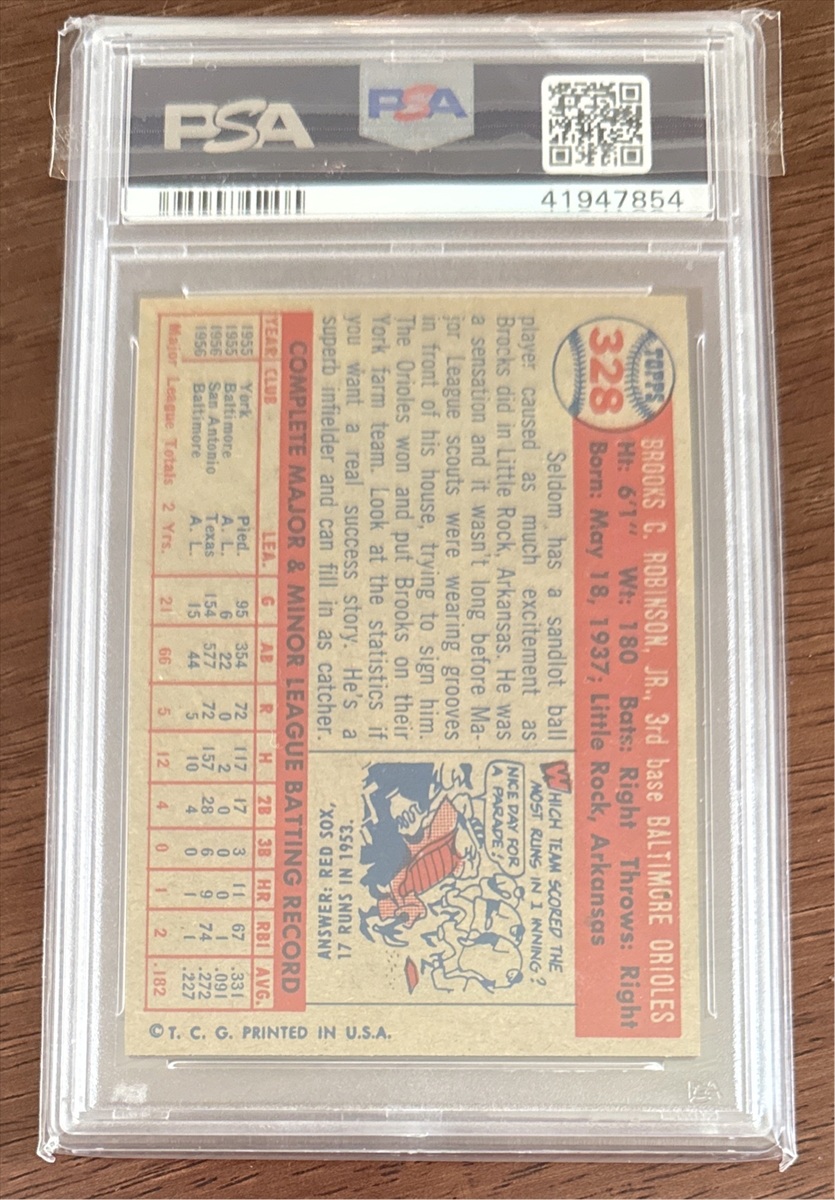 PSA
PSA
41947854
TOPPS
328
BROOKS C. ROBINSON, JR., 3rd base BALTIMORE ORIOLES
Ht: 6'1" Wt: 180 Bats: Right Throws: Right
Born: May 18, 1937; Little Rock, Arkansas
Seldom has a sandlot ball
player caused as much excitement as
Brooks did in Little Rock, Arkansas. He was
a sensation and it wasn't long before Ma-
jor League scouts were wearing grooves
in front of his house, trying to sign him.
The Orioles won and put Brooks on their
York farm team. Look at the statistics if
you want a real success story. He's a
superb infielder and can fill in as catcher.
WHICH TEAM SCORED THE
MOST RUNS IN 1 INNING?
NICE DAY FOR
A PARADE!
ANSWER: RED SOX,
17 RUNS IN 1953.
COMPLETE MAJOR & MINOR LEAGUE BATTING RECORD
YEAR CLUB LEA. G AB R H 2B 3B HR RBI AVG.
1955 York Pied. 95 354 72 117 17 3 11 67 .331
1955 Baltimore A. L. 6 22 0 2 0 0 0 1 .091
1956 San Antonio Texas 154 577 72 157 28 6 9 74 .272
1956 Baltimore A. L. 15 44 5 10 4 0 1 1 .227
Major League Totals 2 Yrs. 21 66 5 12 4 0 1 2 .182
© T. C. G. PRINTED IN U.S.A.